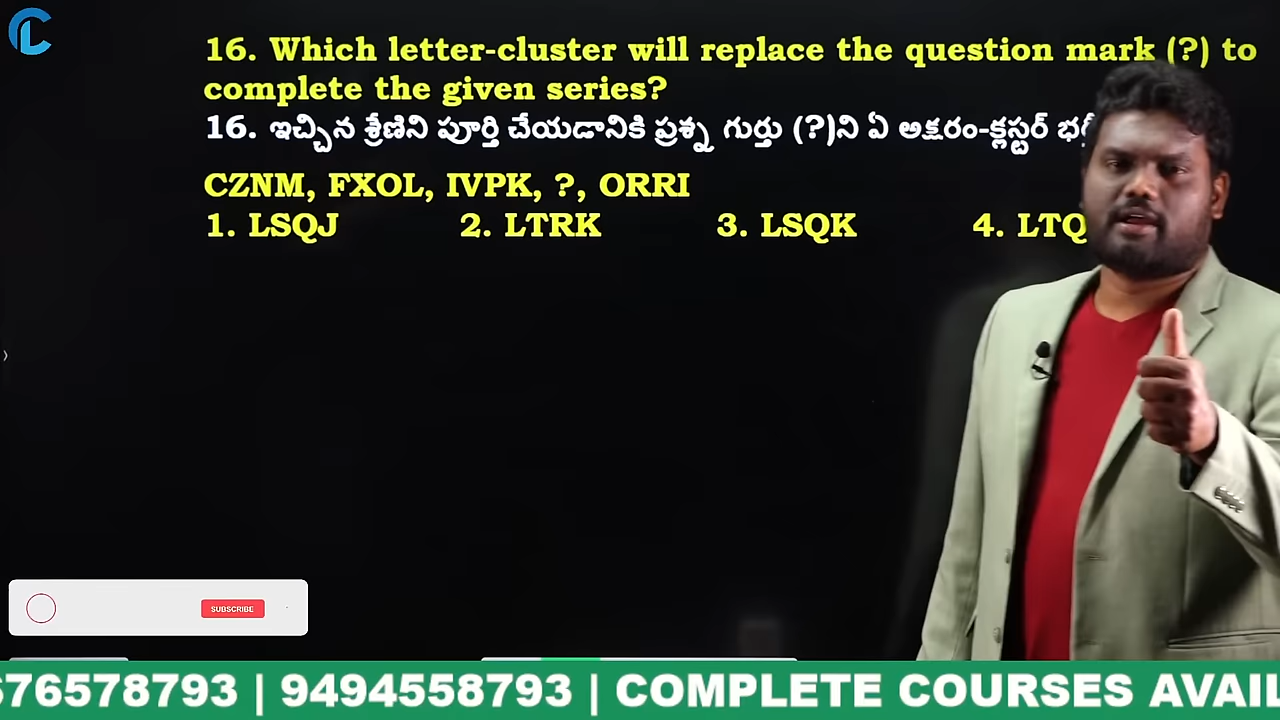 16. Which letter-cluster will replace the question mark (?) to
complete the given series?
16. ఇచ్చిన శ్రేణిని పూర్తి చేయడానికి ప్రశ్న గుర్తు (?)ని ఏ అక్షరం-క్లస్టర్
CZNM, FXOL, IVPK, ?, ORRI
1. LSQJ 2. LTRK 3. LSQK 4. LTQ
SUBSCRIBE
676578793 | 9494558793 | COMPLETE COURSES AVAIL